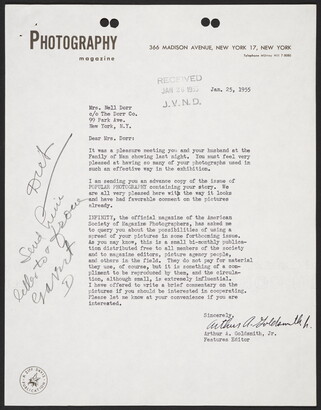 PHOTOGRAPHY
magazine
366 MADISON AVENUE, NEW YORK 17, NEW YORK
RECEIVED
1955
J.V.N.D.
Jan. 25, 1955
Mrs. Nell Dorr
c/o The Dorr Co.
99 Park Ave.
New York, N.Y.
Dear Mrs. Dorr:
It was a pleasure meeting you and your husband at the
Family of Man showing last night. You must feel very
pleased at having so many of your photographs used in
such an effective way in the exhibition.
I am sending you an advance copy of the issue of
POPULAR PHOTOGRAPHY containing your story. We are
all very pleased here with the way it looks
and have had favorable comment on the pictures
already.
INFINITY, the official magazine of the American
Society of Magazine Photographers, has asked me
to query you about the possibilities of using a
spread of your pictures in some forthcoming issue.
As you may know, this is a small bi-monthly publica-
tion distributed free to all members of the society
and to magazine editors, picture agency people,
and others in the field. They do not pay for material
they use, of course, but it is something of a com-
pliment to be reproduced by them, and the circula-
tion, although small, is extremely influential.
I have offered to write a brief commentary on the
pictures if you should be interested in cooperating.
Please let me know at your convenience if you are
interested.
Sincerely,
Arthur A. Goldsmith, Jr.
Arthur A. Goldsmith, Jr.
Features Editor
Send
letter to